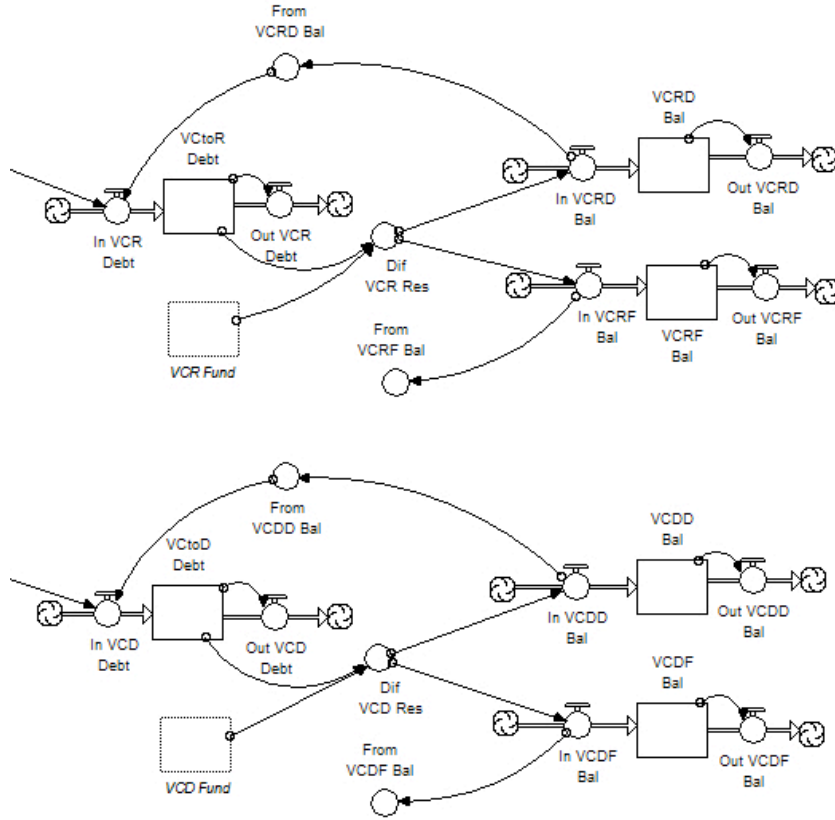 From
VCRD Bal
VCRD
Bal
VCtoR
Debt
In VCR
Debt
Out VCR
Debt
In VCRD
Bal
Out VCRD
Bal
Dif
VCR Res
From
VCRF Bal
In VCRF
Bal
VCRF
Bal
Out VCRF
Bal
VCR Fund
From
VCDD Bal
VCDD
Bal
VCtoD
Debt
In VCD
Debt
Out VCD
Debt
In VCDD
Bal
Out VCDD
Bal
Dif
VCD Res
VCDF
Bal
From
VCDF Bal
In VCDF
Bal
Out VCDF
Bal
VCD Fund